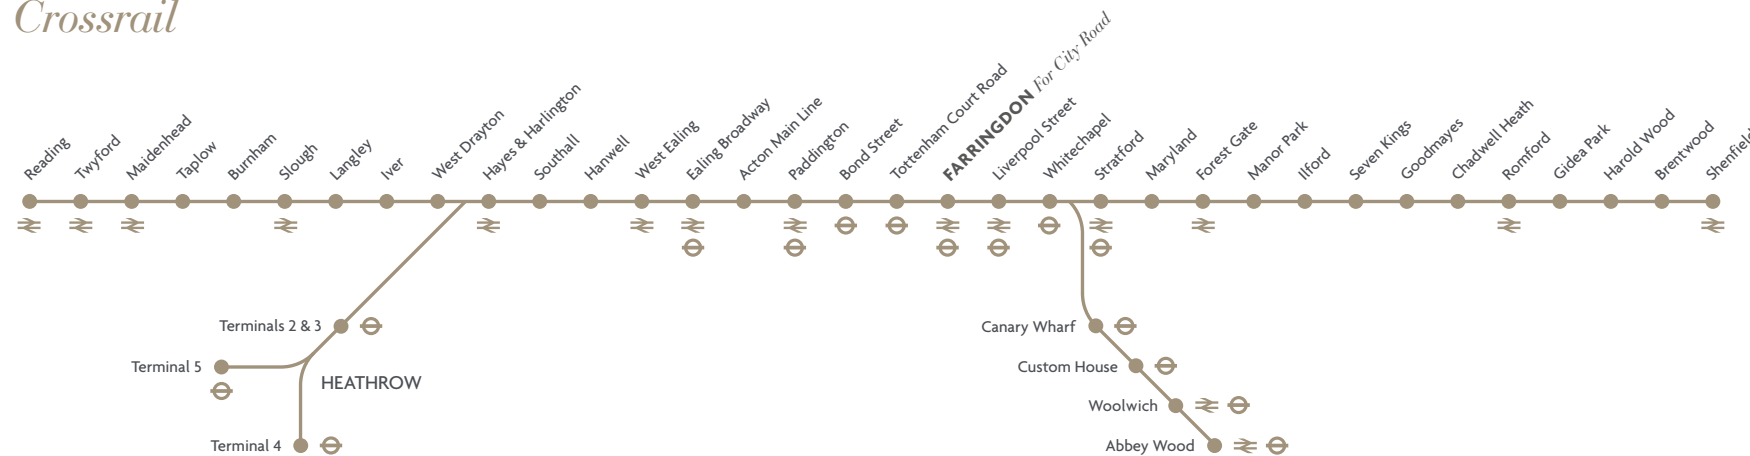 Crossrail
Reading
Twyford
Maidenhead
Taplow
Burnham
Slough
Langley
Iver
West Drayton
Hayes & Harlington
Southall
Hanwell
West Ealing
Ealing Broadway
Acton Main Line
Paddington
Bond Street
Tottenham Court Road
FARRINGDON For City Road
Liverpool Street
Whitechapel
Stratford
Maryland
Forest Gate
Manor Park
Ilford
Seven Kings
Goodmayes
Chadwell Heath
Romford
Gidea Park
Harold Wood
Brentwood
Shenfield
Terminals 2 & 3
Terminal 5
HEATHROW
Terminal 4
Canary Wharf
Custom House
Woolwich
Abbey Wood